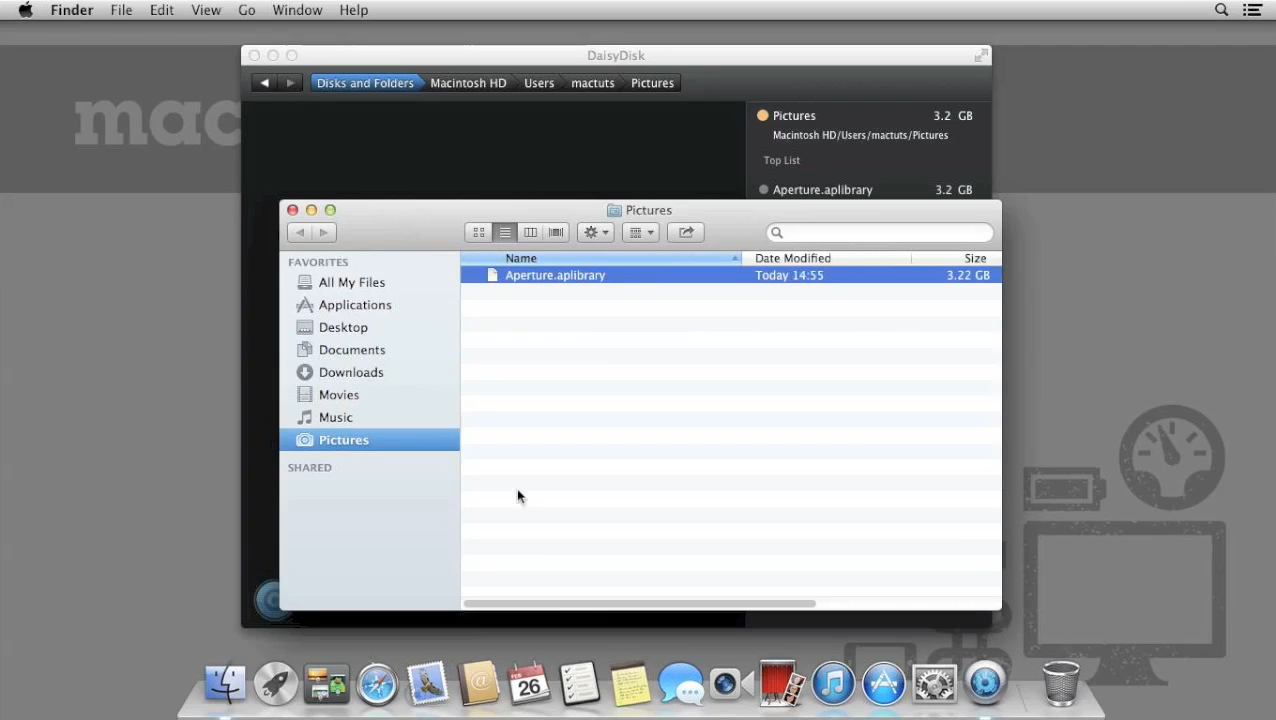 Finder File Edit View Go Window Help
DaisyDisk
Disks and Folders Macintosh HD Users mactuts Pictures
mac
Pictures 3.2 GB
Macintosh HD/Users/mactuts/Pictures
Top List
Aperture.aplibrary 3.2 GB
Pictures
FAVORITES
All My Files
Applications
Desktop
Documents
Downloads
Movies
Music
Pictures
SHARED
Name Date Modified Size
Aperture.aplibrary Today 14:55 3.22 GB
FEB
26